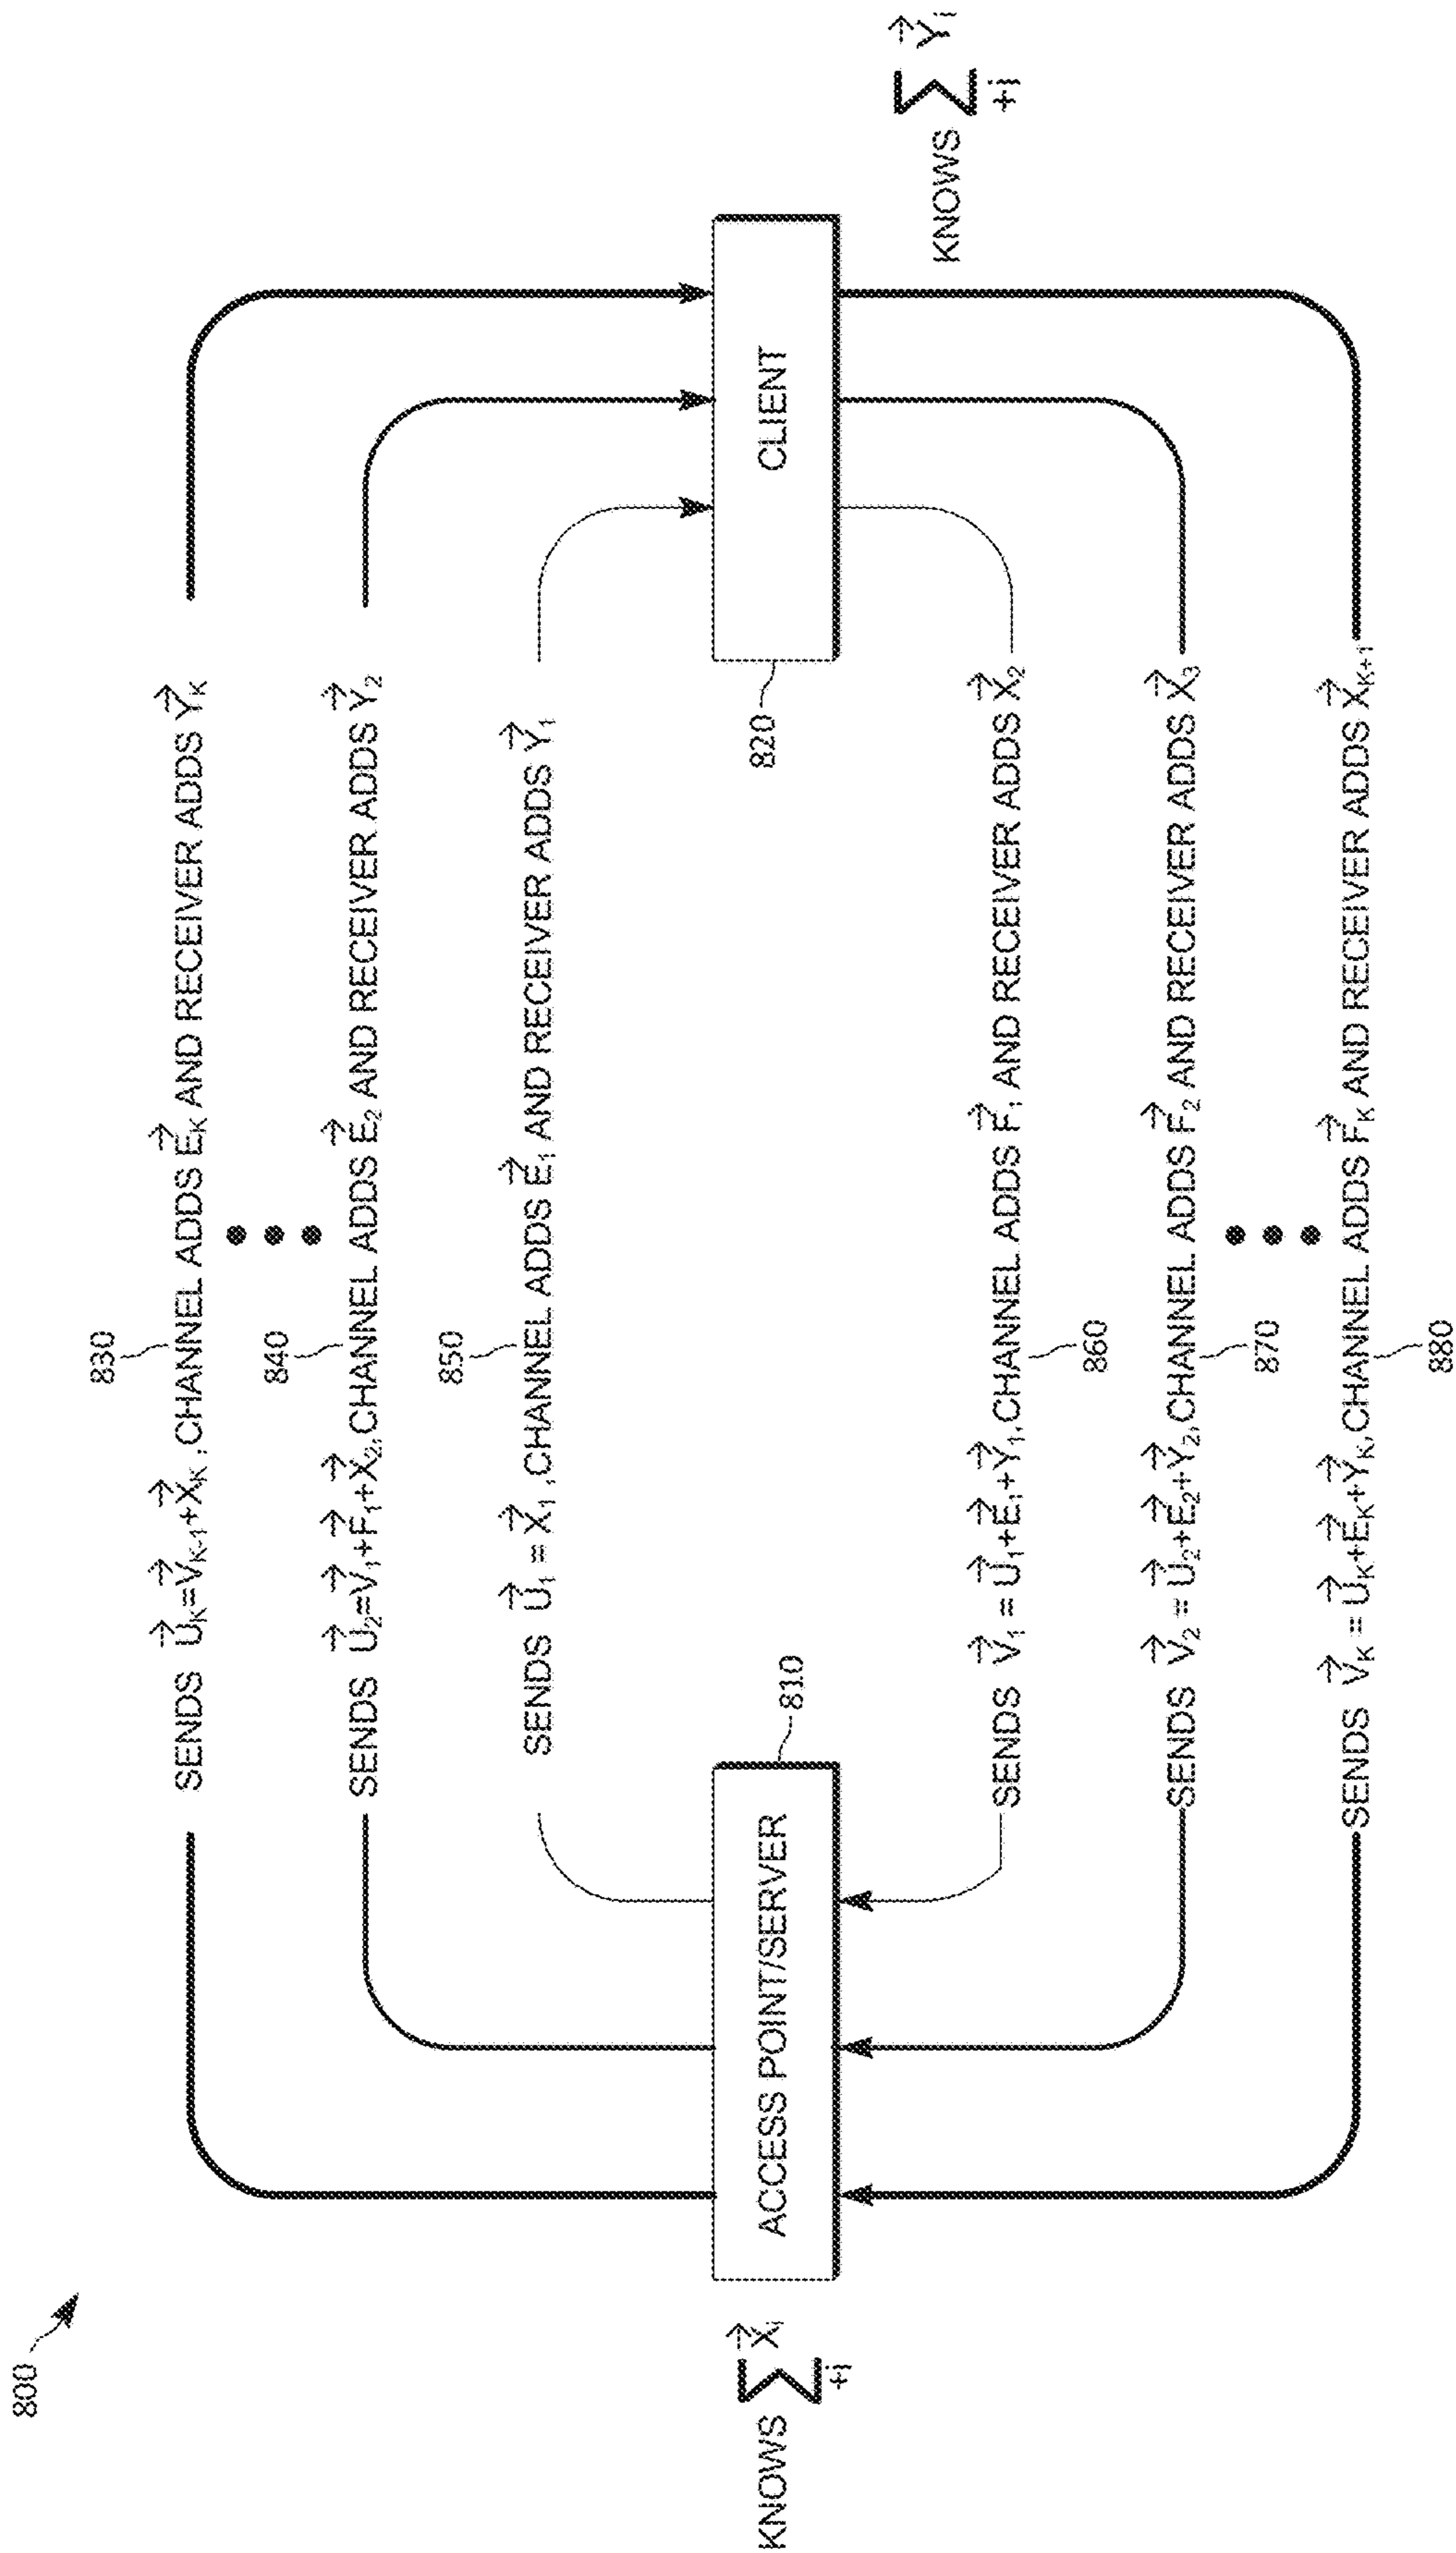 800
830
SENDS U⃗K=V⃗K-1+X⃗K ,CHANNEL ADDS E⃗K AND RECEIVER ADDS Y⃗K
840
SENDS U⃗2=V⃗1+F⃗1+X⃗2,CHANNEL ADDS E⃗2 AND RECEIVER ADDS Y⃗2
850
SENDS U⃗1 = X⃗1 ,CHANNEL ADDS E⃗1 AND RECEIVER ADDS Y⃗1
KNOWS ∑ X⃗i
+i
ACCESS POINT/SERVER
810
820
CLIENT
KNOWS ∑ Y⃗i
+i
SENDS V⃗1 = U⃗1+E⃗1+Y⃗1,CHANNEL ADDS F⃗1 AND RECEIVER ADDS X⃗2
860
SENDS V⃗2 = U⃗2+E⃗2+Y⃗2,CHANNEL ADDS F⃗2 AND RECEIVER ADDS X⃗3
870
SENDS V⃗K = U⃗K+E⃗K+Y⃗K,CHANNEL ADDS F⃗K AND RECEIVER ADDS X⃗K+1
880